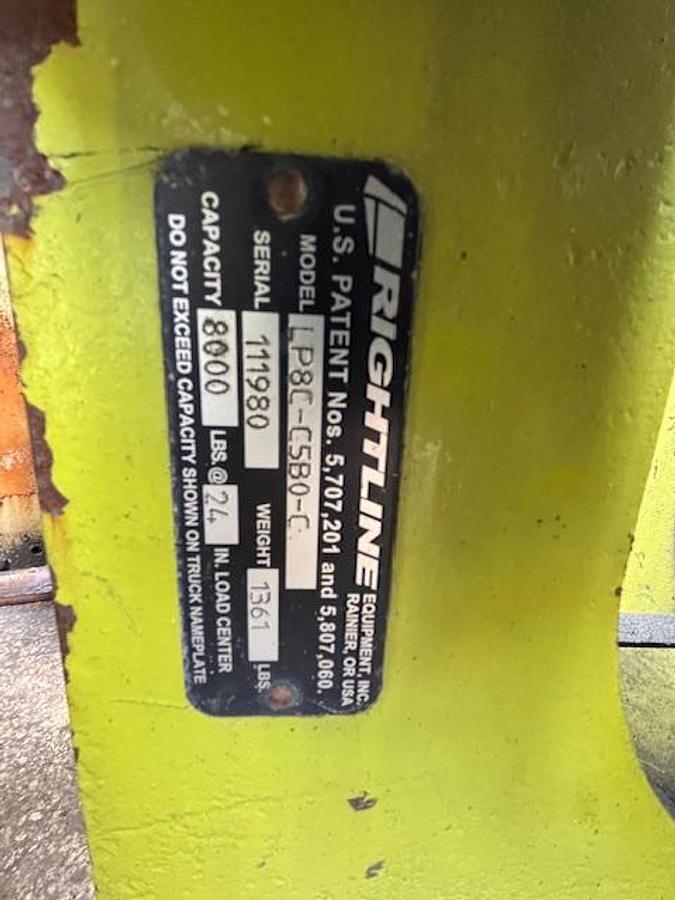 RIGHTLINE EQUIPMENT, INC.
RAINIER, OR USA
U.S. PATENT Nos. 5,707,201 and 5,807,060.
MODEL LP8C-C5B0-C
SERIAL 111980 WEIGHT 1361 LBS.
CAPACITY 8000 LBS. @ 24 IN. LOAD CENTER
DO NOT EXCEED CAPACITY SHOWN ON TRUCK NAMEPLATE